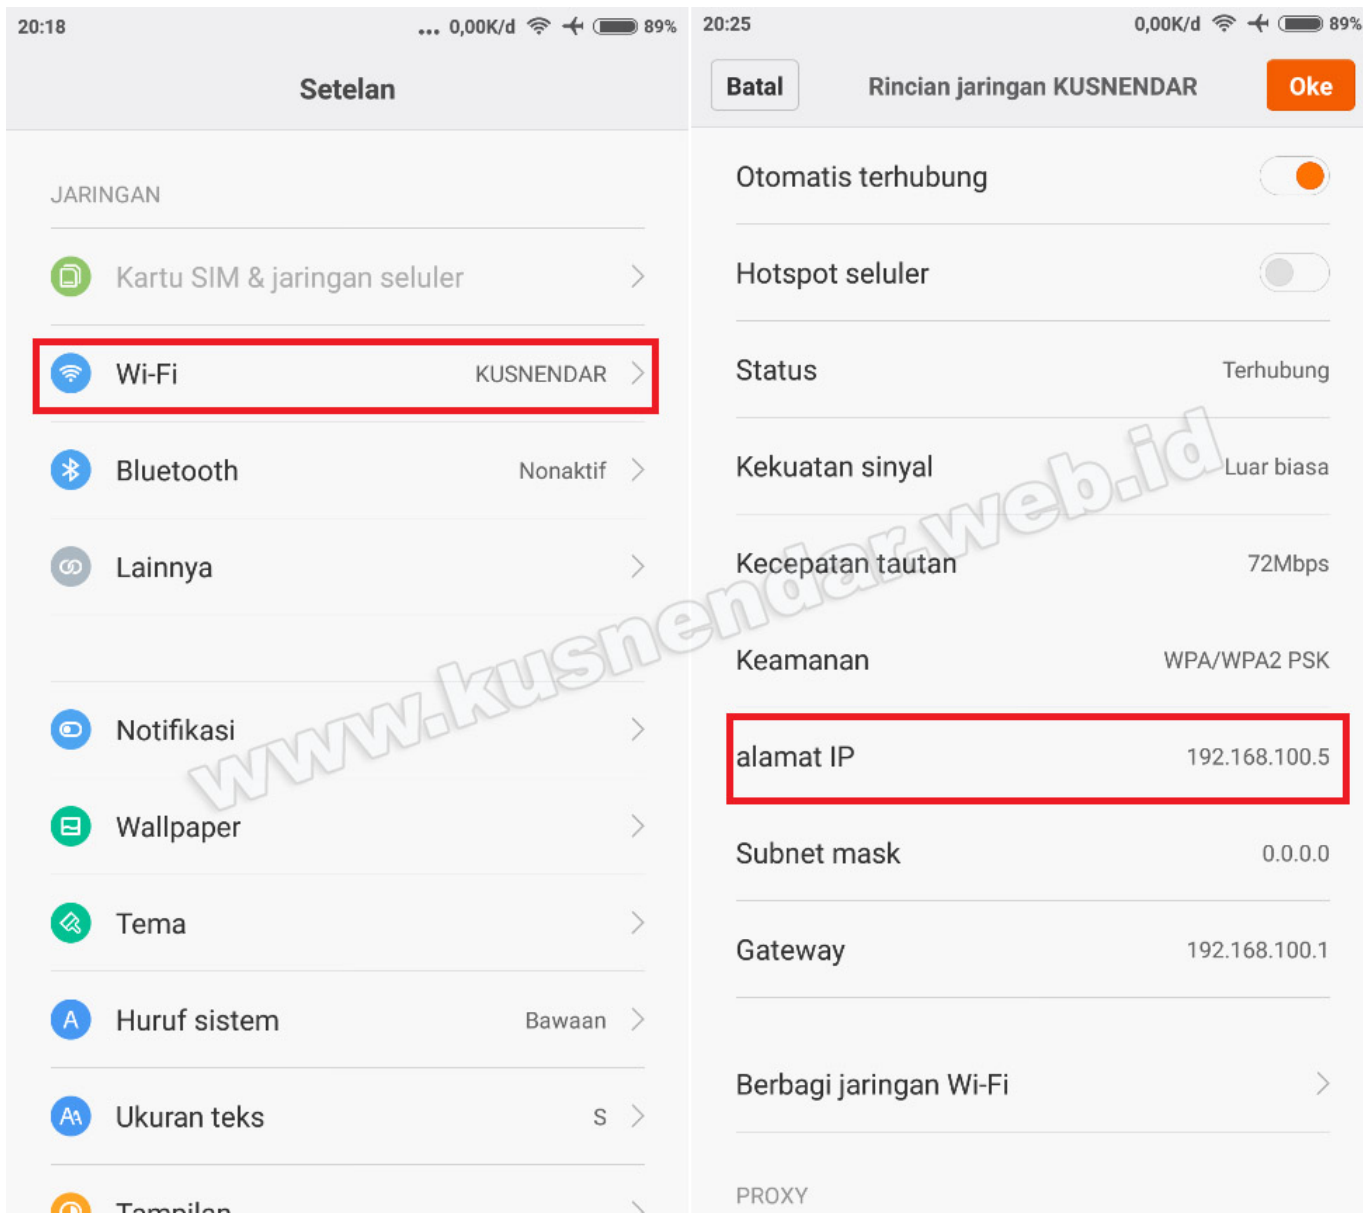 20:18
... 0,00K/d 89%
Setelan
JARINGAN
Kartu SIM & jaringan seluler
Wi-Fi KUSNENDAR
Bluetooth Nonaktif
Lainnya
Notifikasi
Wallpaper
Tema
A Huruf sistem Bawaan
AA Ukuran teks S
Tampilan
20:25
0,00K/d 89%
Batal Rincian jaringan KUSNENDAR Oke
Otomatis terhubung
Hotspot seluler
Status Terhubung
Kekuatan sinyal Luar biasa
Kecepatan tautan 72Mbps
Keamanan WPA/WPA2 PSK
alamat IP 192.168.100.5
Subnet mask 0.0.0.0
Gateway 192.168.100.1
Berbagi jaringan Wi-Fi
PROXY
www.kusnendar.web.id